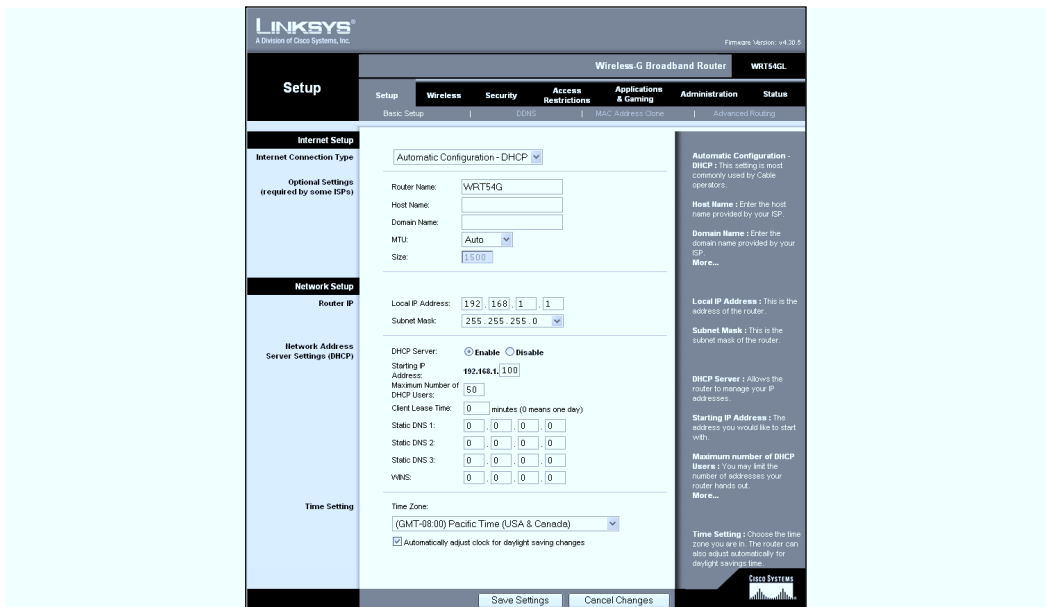 LINKSYS®
A Division of Cisco Systems, Inc.
Firmware Version: v4.30.5
Wireless-G Broadband Router WRT54GL
Setup
Setup Wireless Security Access Restrictions Applications & Gaming Administration Status
Basic Setup | DDNS | MAC Address Clone | Advanced Routing
Internet Setup
Internet Connection Type
Automatic Configuration - DHCP
Optional Settings
(required by some ISPs)
Router Name: WRT54G
Host Name:
Domain Name:
MTU: Auto
Size: 1500
Network Setup
Router IP
Local IP Address: 192 . 168 . 1 . 1
Subnet Mask: 255.255.255.0
Network Address
Server Settings (DHCP)
DHCP Server: Enable Disable
Starting IP
Address: 192.168.1. 100
Maximum Number of
DHCP Users: 50
Client Lease Time: 0 minutes (0 means one day)
Static DNS 1: 0 . 0 . 0 . 0
Static DNS 2: 0 . 0 . 0 . 0
Static DNS 3: 0 . 0 . 0 . 0
WINS: 0 . 0 . 0 . 0
Time Setting
Time Zone:
(GMT-08:00) Pacific Time (USA & Canada)
Automatically adjust clock for daylight saving changes
Automatic Configuration -
DHCP : This setting is most
commonly used by Cable
operators.
Host Name : Enter the host
name provided by your ISP.
Domain Name : Enter the
domain name provided by your
ISP.
More...
Local IP Address : This is the
address of the router.
Subnet Mask : This is the
subnet mask of the router.
DHCP Server : Allows the
router to manage your IP
addresses.
Starting IP Address : The
address you would like to start
with.
Maximum number of DHCP
Users : You may limit the
number of addresses your
router hands out.
More...
Time Setting : Choose the time
zone you are in. The router can
also adjust automatically for
daylight savings time.
Save Settings Cancel Changes
CISCO SYSTEMS